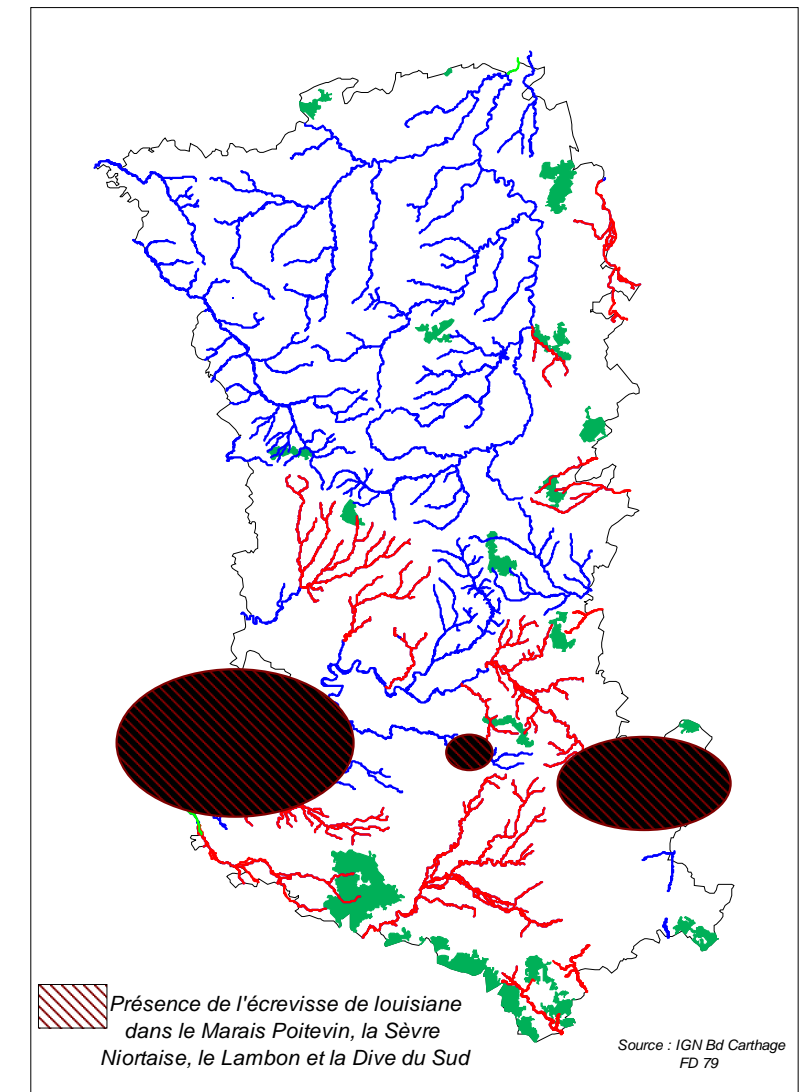 Présence de l'écrevisse de louisiane
dans le Marais Poitevin, la Sèvre
Niortaise, le Lambon et la Dive du Sud
Source : IGN Bd Carthage
FD 79